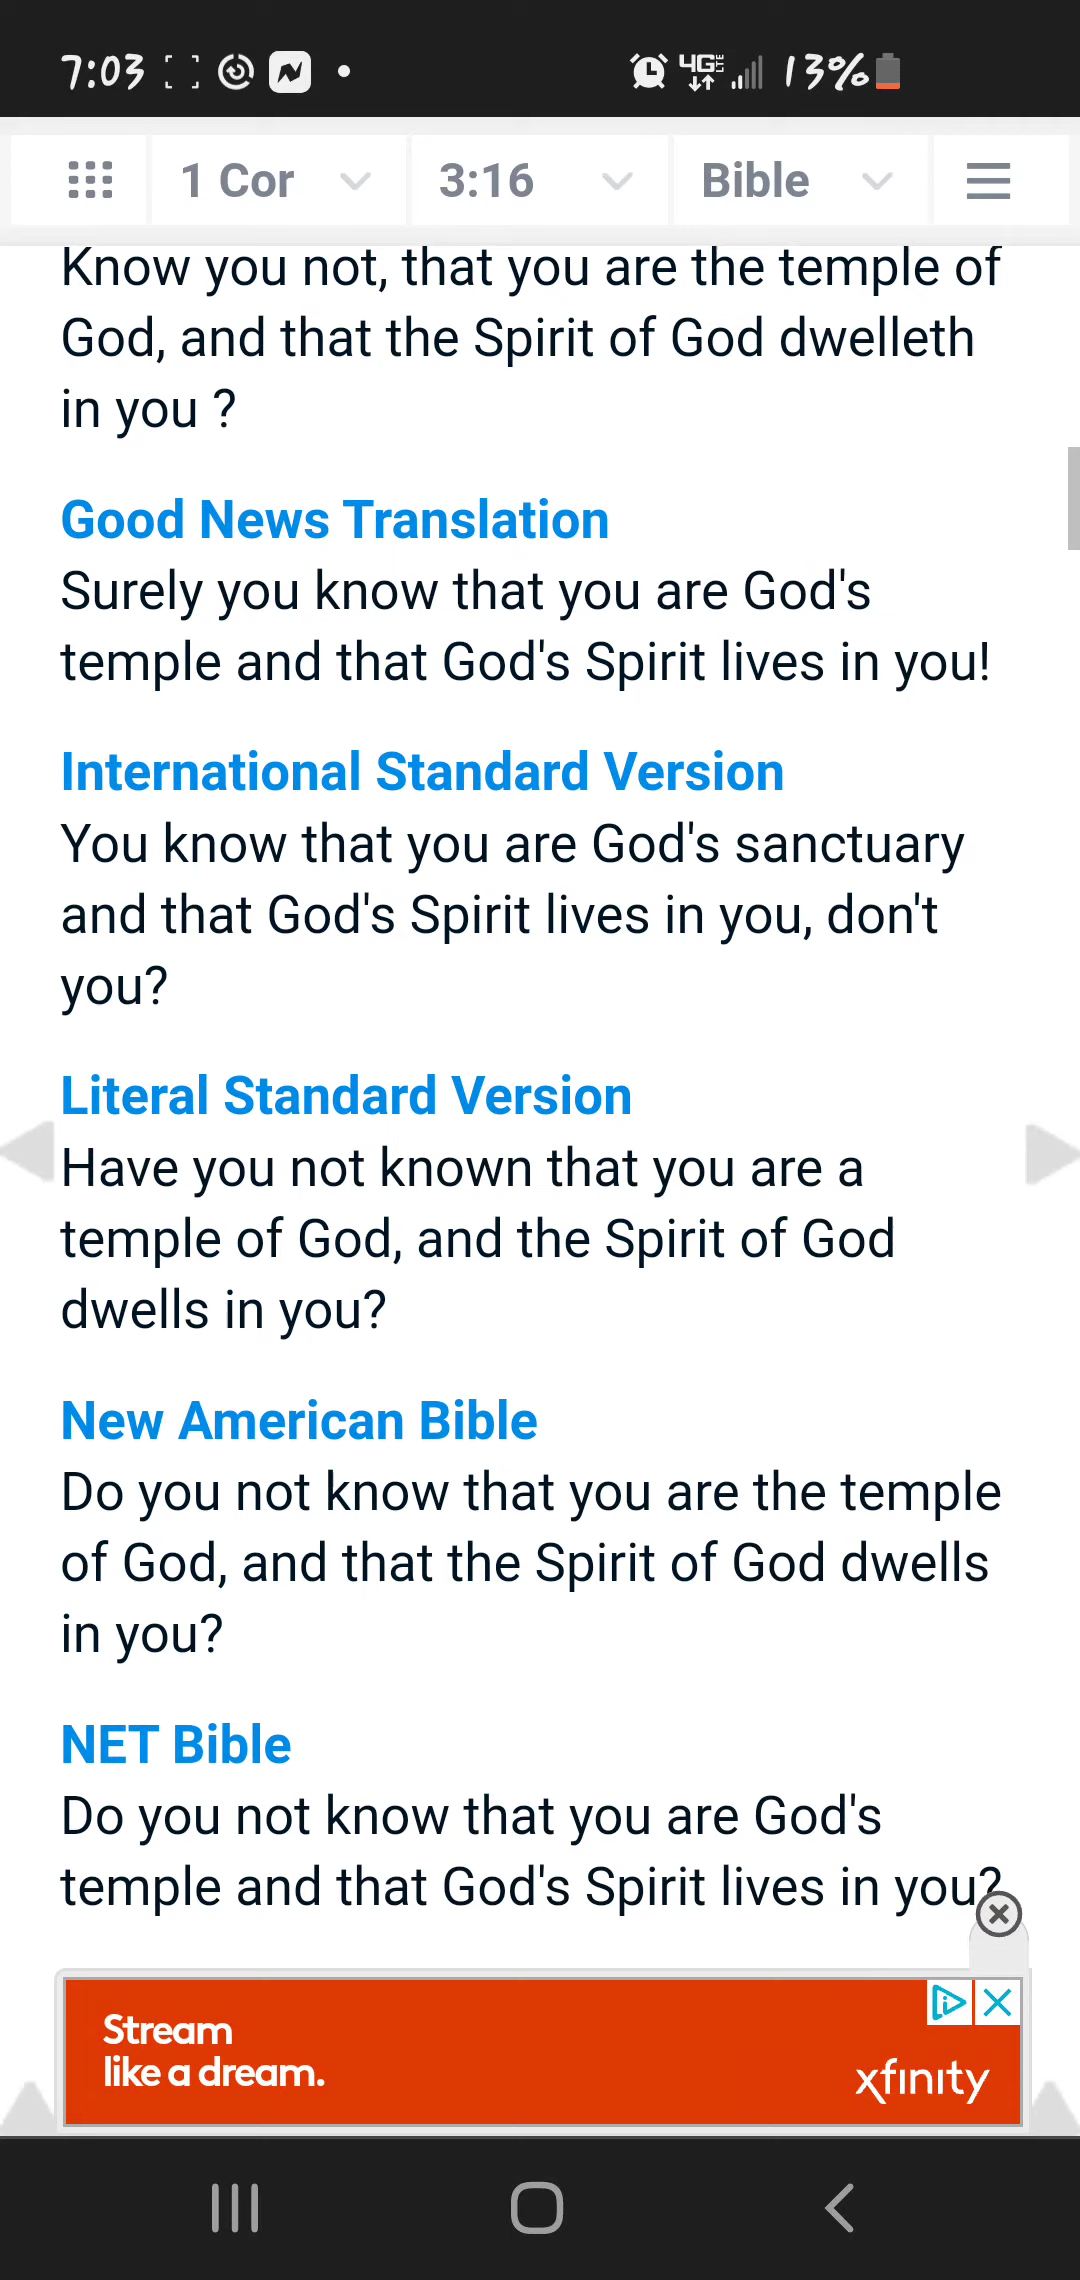 7:03 4G LTE 13%
1 Cor 3:16 Bible
Know you not, that you are the temple of
God, and that the Spirit of God dwelleth
in you ?
Good News Translation
Surely you know that you are God's
temple and that God's Spirit lives in you!
International Standard Version
You know that you are God's sanctuary
and that God's Spirit lives in you, don't
you?
Literal Standard Version
Have you not known that you are a
temple of God, and the Spirit of God
dwells in you?
New American Bible
Do you not know that you are the temple
of God, and that the Spirit of God dwells
in you?
NET Bible
Do you not know that you are God's
temple and that God's Spirit lives in you?
Stream
like a dream.
xfinity